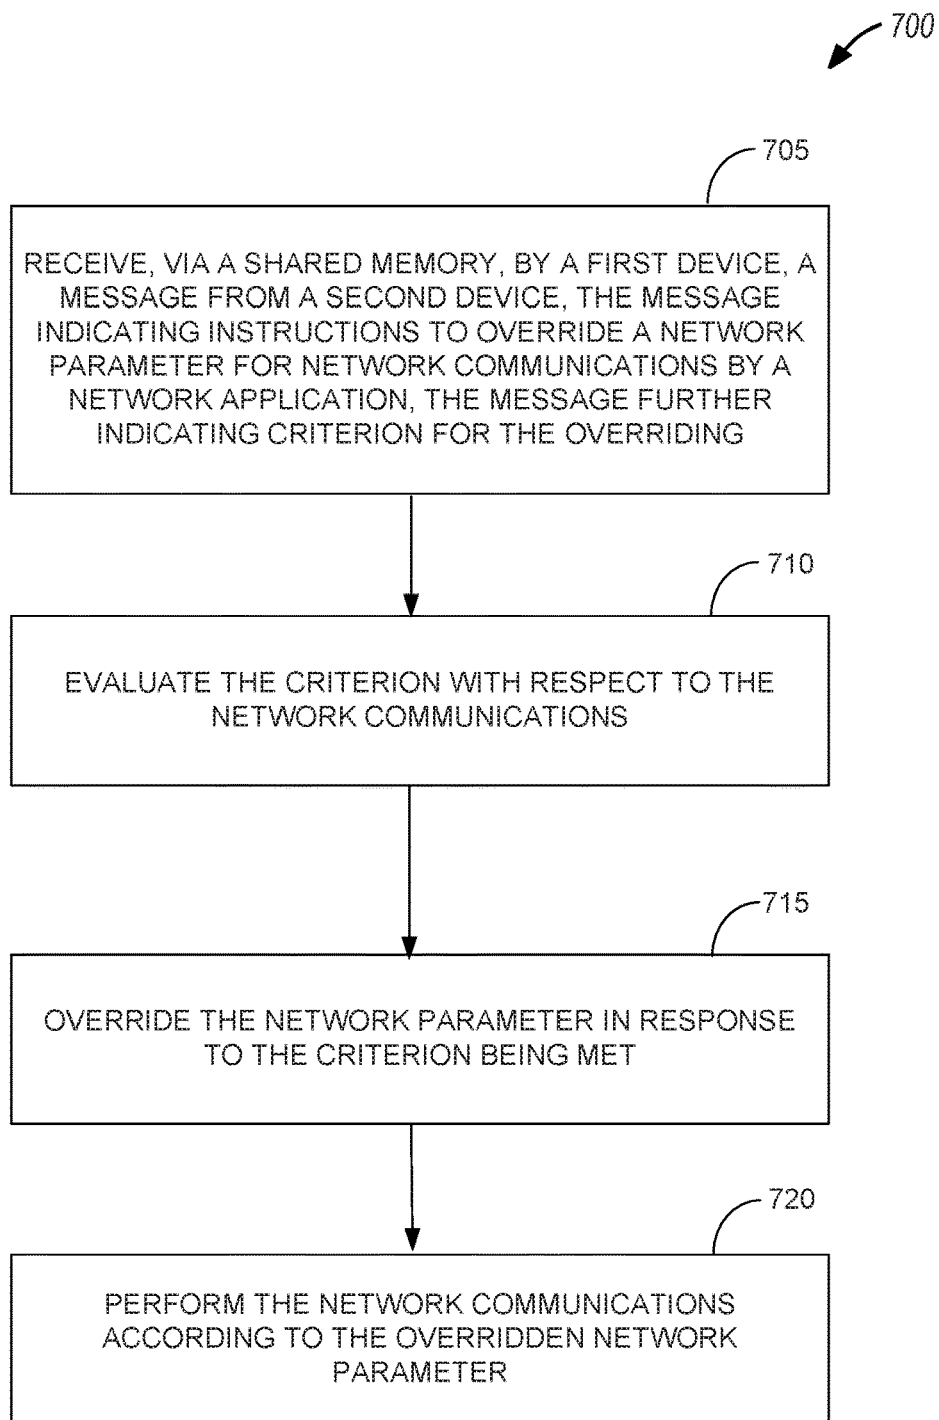 700
705
RECEIVE, VIA A SHARED MEMORY, BY A FIRST DEVICE, A
MESSAGE FROM A SECOND DEVICE, THE MESSAGE
INDICATING INSTRUCTIONS TO OVERRIDE A NETWORK
PARAMETER FOR NETWORK COMMUNICATIONS BY A
NETWORK APPLICATION, THE MESSAGE FURTHER
INDICATING CRITERION FOR THE OVERRIDING
710
EVALUATE THE CRITERION WITH RESPECT TO THE
NETWORK COMMUNICATIONS
715
OVERRIDE THE NETWORK PARAMETER IN RESPONSE
TO THE CRITERION BEING MET
720
PERFORM THE NETWORK COMMUNICATIONS
ACCORDING TO THE OVERRIDDEN NETWORK
PARAMETER